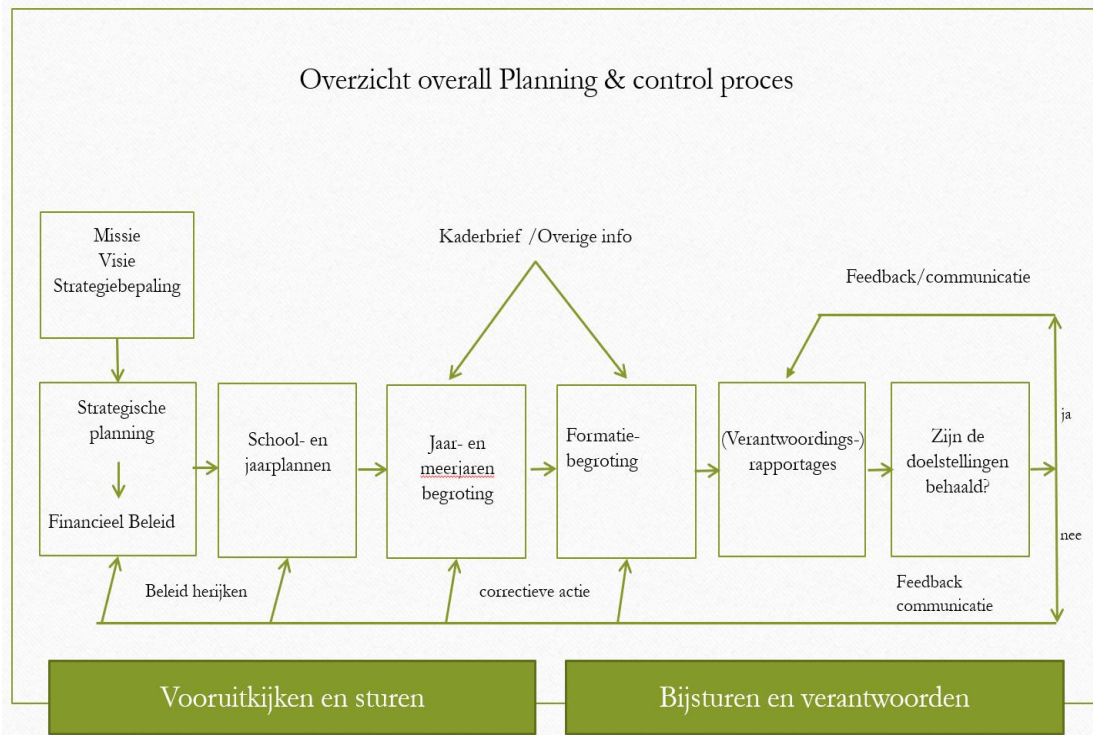 Overzicht overall Planning & control proces
Missie
Visie
Strategiebepaling
Kaderbrief /Overige info
Feedback/communicatie
Strategische
planning
Financieel Beleid
School- en
jaarplannen
Jaar- en
meerjaren
begroting
Formatie-
begroting
(Verantwoordings-)
rapportages
Zijn de
doelstellingen
behaald?
ja
nee
Beleid herijken
correctieve actie
Feedback
communicatie
Vooruitkijken en sturen
Bijsturen en verantwoorden